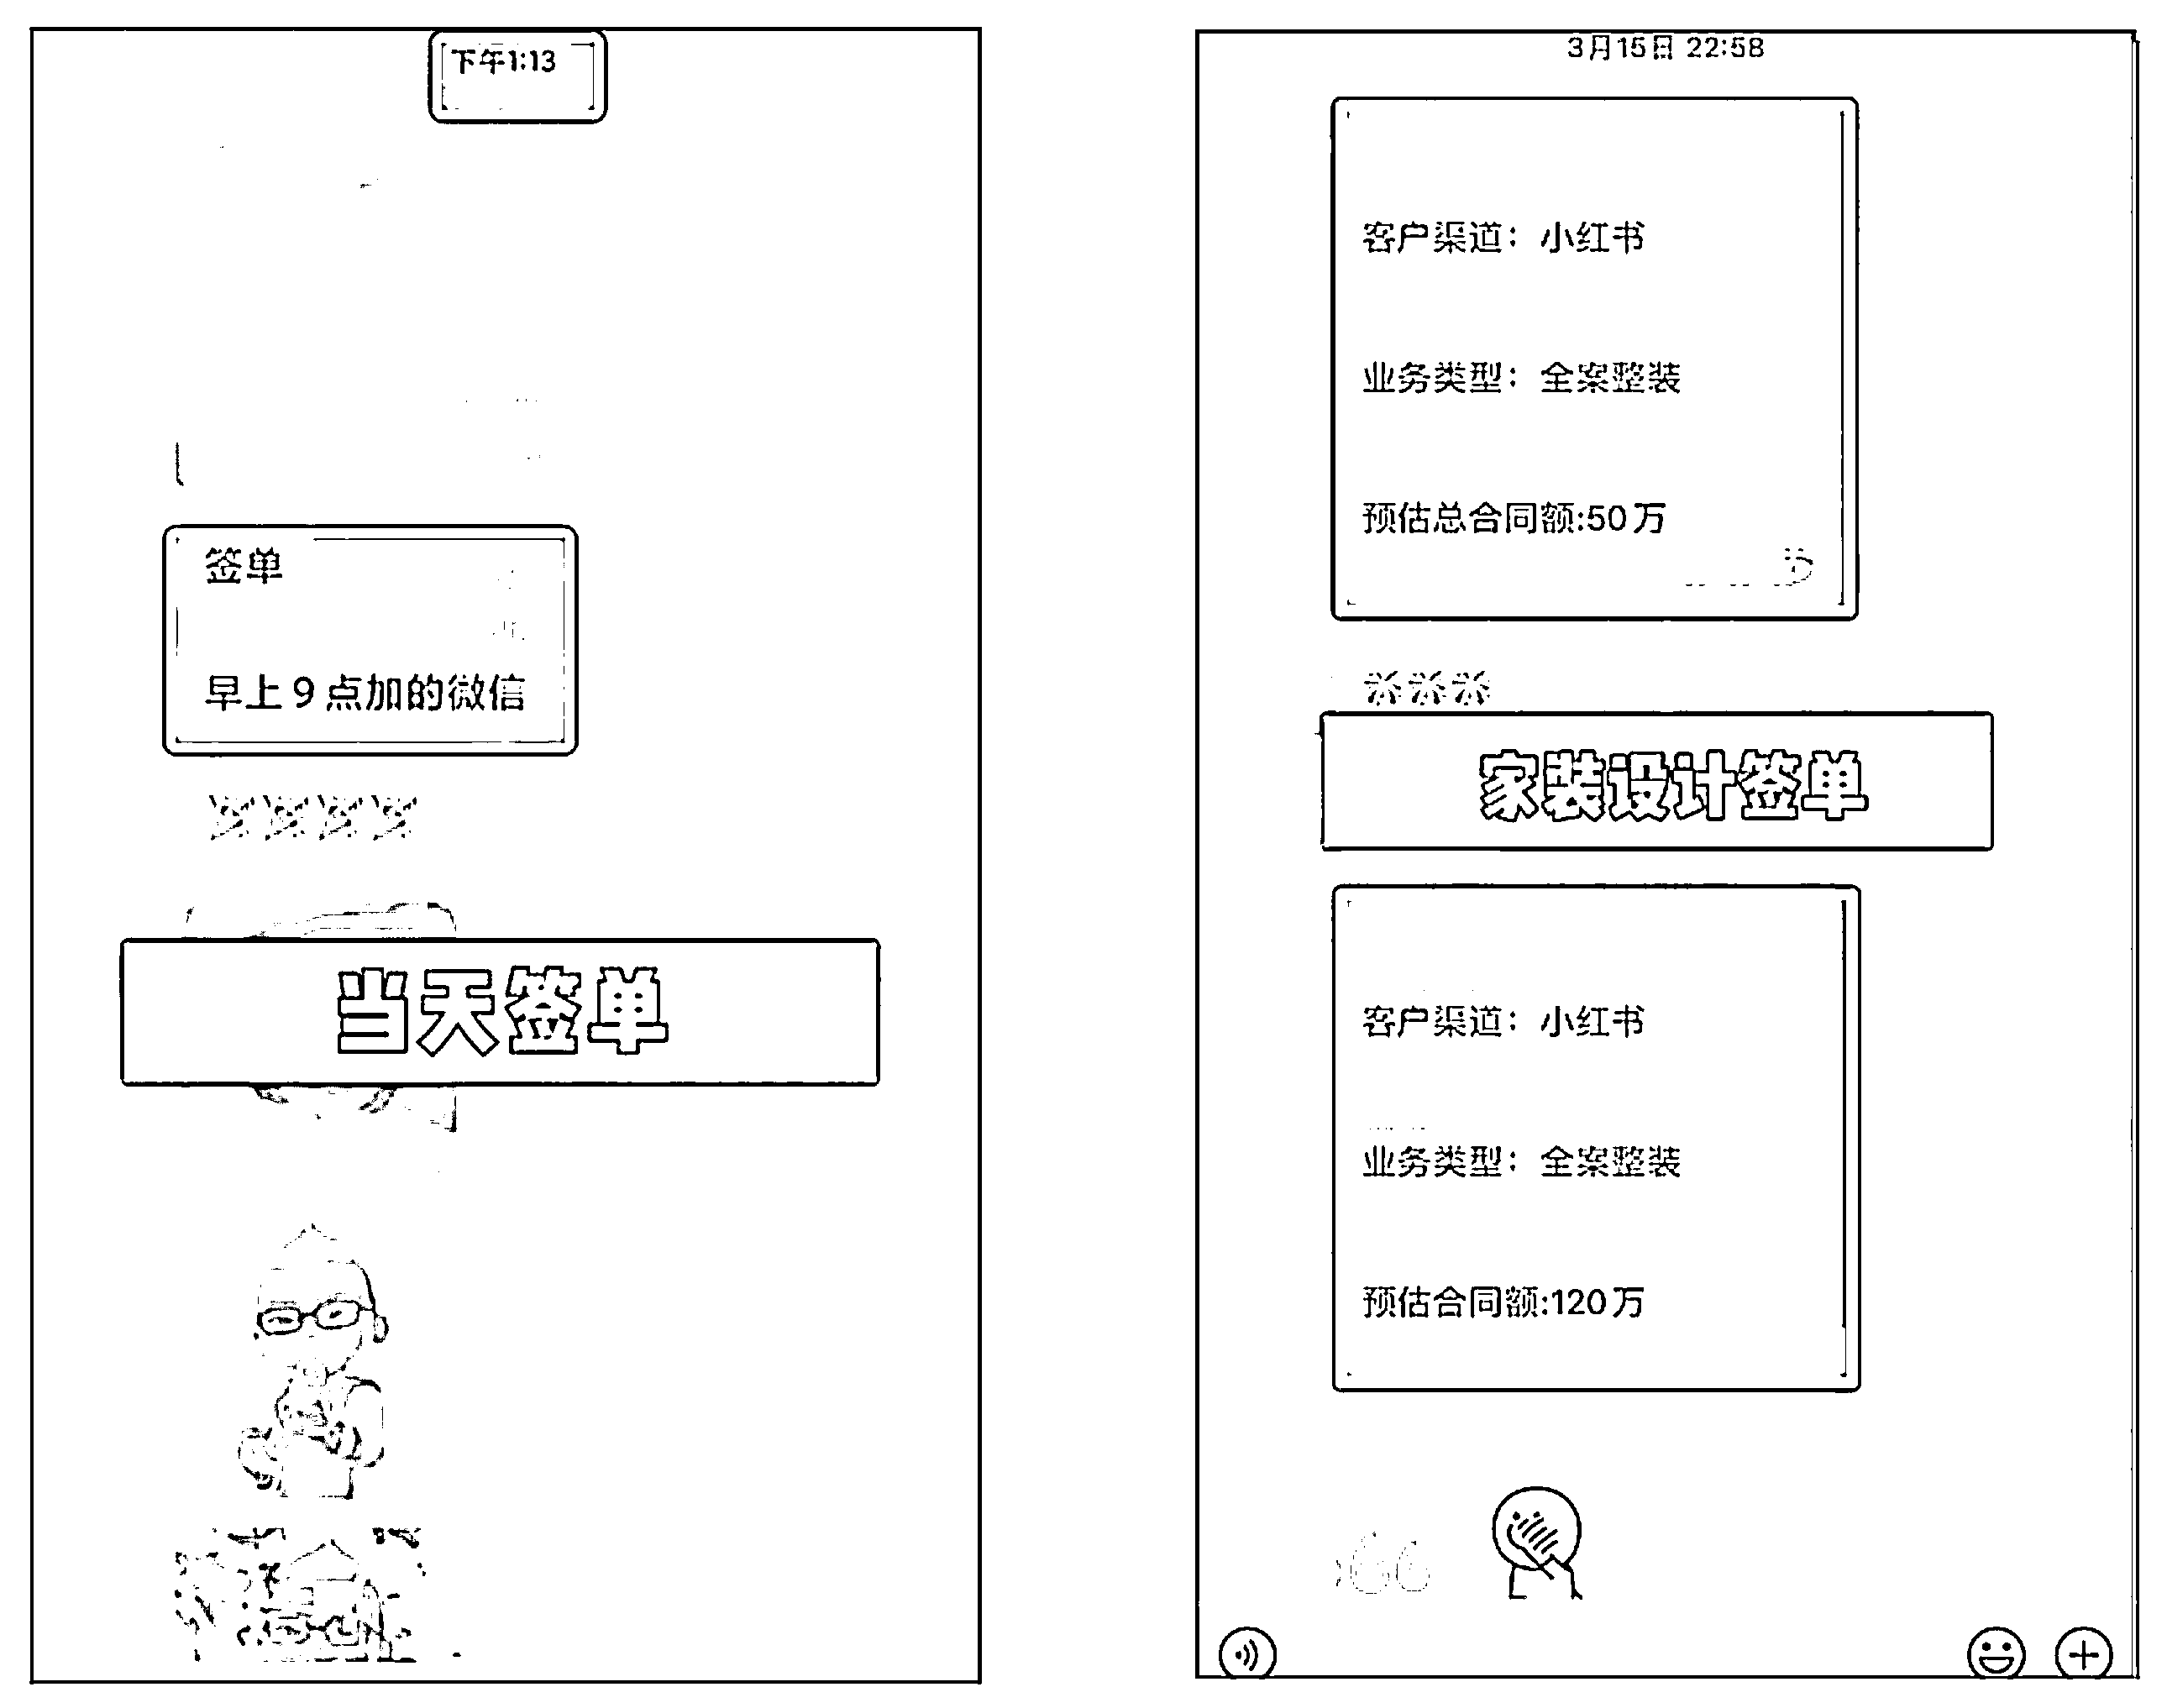 下午1:13
签单
早上9点加的微信
当天签单
3月15日 22:58
客户渠道：小红书
业务类型：全案整装
预估总合同额:50万
家装设计签单
客户渠道：小红书
业务类型：全案整装
预估合同额:120万